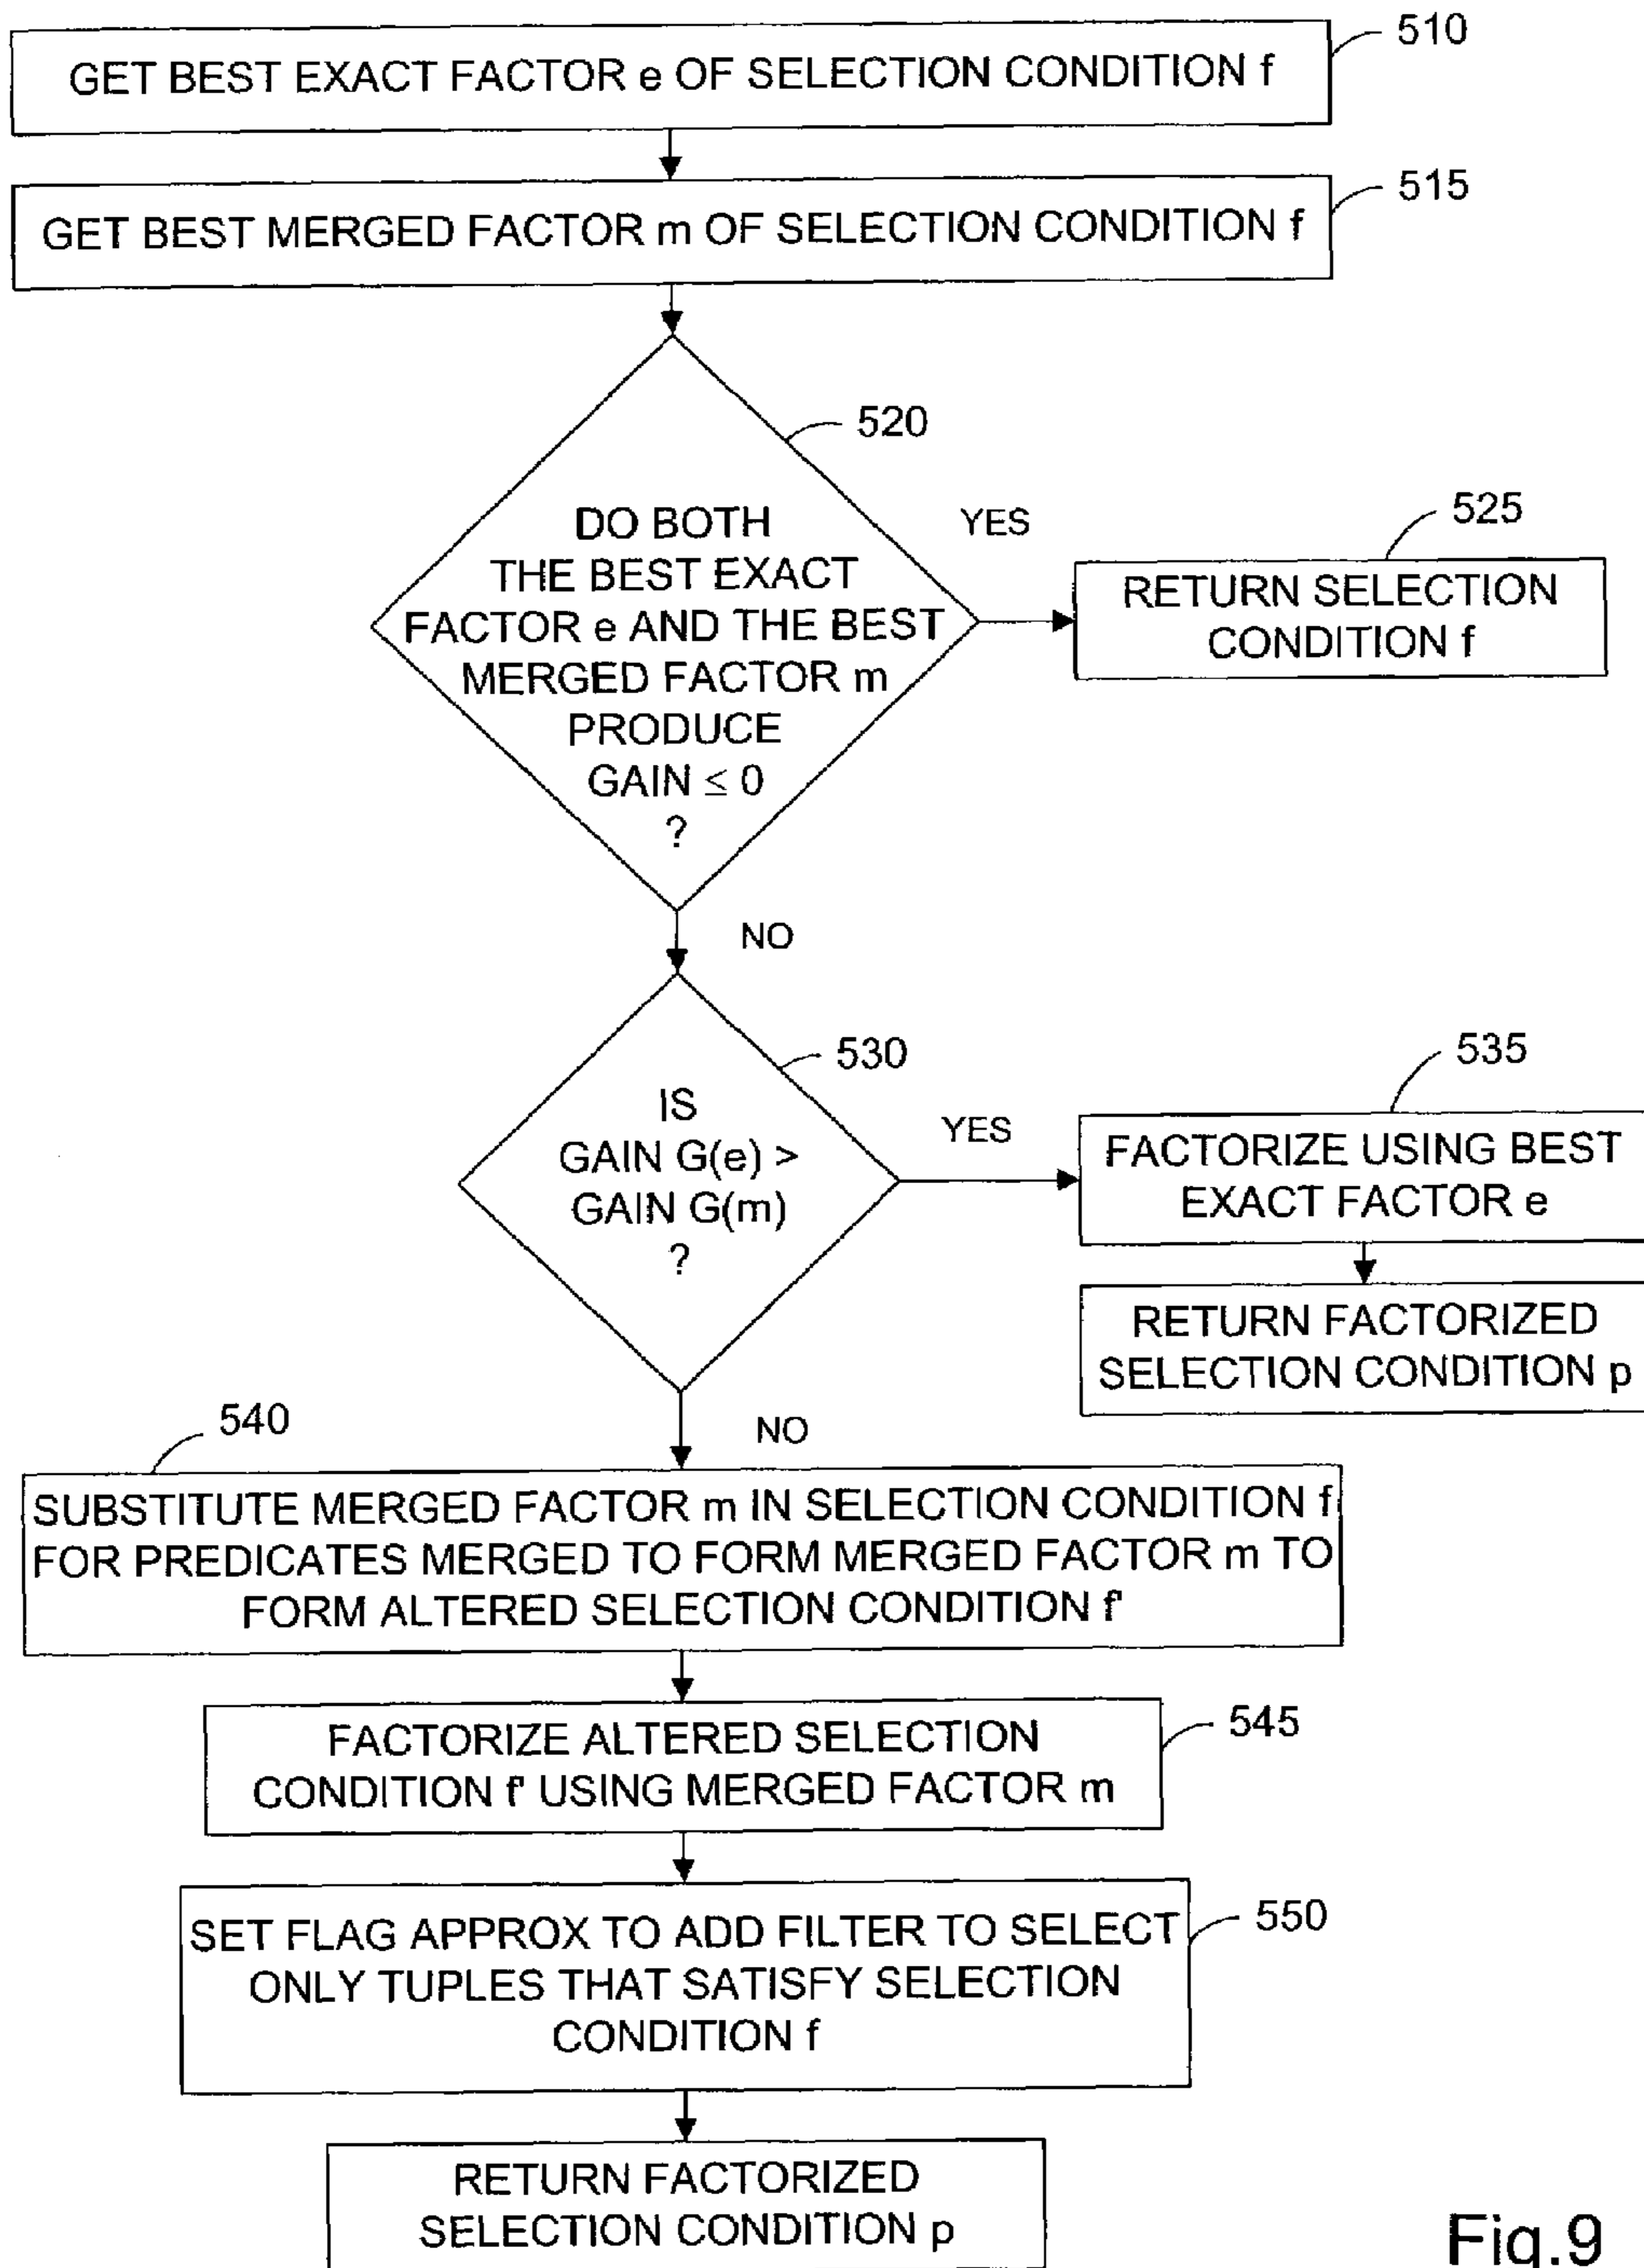 510
GET BEST EXACT FACTOR e OF SELECTION CONDITION f
515
GET BEST MERGED FACTOR m OF SELECTION CONDITION f
520
DO BOTH
THE BEST EXACT
FACTOR e AND THE BEST
MERGED FACTOR m
PRODUCE
GAIN ≤ 0
?
YES
525
RETURN SELECTION
CONDITION f
NO
530
IS
GAIN G(e) >
GAIN G(m)
?
YES
535
FACTORIZE USING BEST
EXACT FACTOR e
RETURN FACTORIZED
SELECTION CONDITION p
NO
540
SUBSTITUTE MERGED FACTOR m IN SELECTION CONDITION f
FOR PREDICATES MERGED TO FORM MERGED FACTOR m TO
FORM ALTERED SELECTION CONDITION f'
545
FACTORIZE ALTERED SELECTION
CONDITION f' USING MERGED FACTOR m
550
SET FLAG APPROX TO ADD FILTER TO SELECT
ONLY TUPLES THAT SATISFY SELECTION
CONDITION f
RETURN FACTORIZED
SELECTION CONDITION p
Fig.9